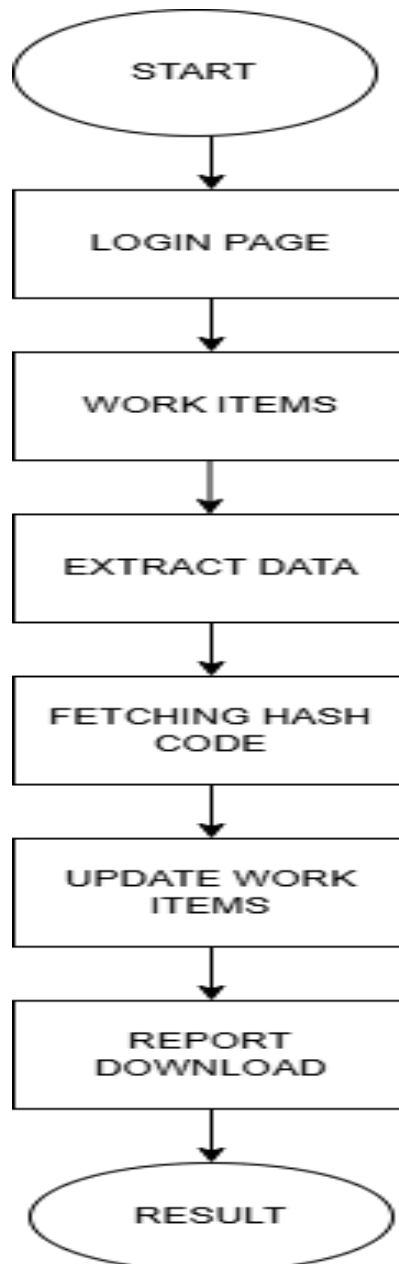 START
LOGIN PAGE
WORK ITEMS
EXTRACT DATA
FETCHING HASH
CODE
UPDATE WORK
ITEMS
REPORT
DOWNLOAD
RESULT